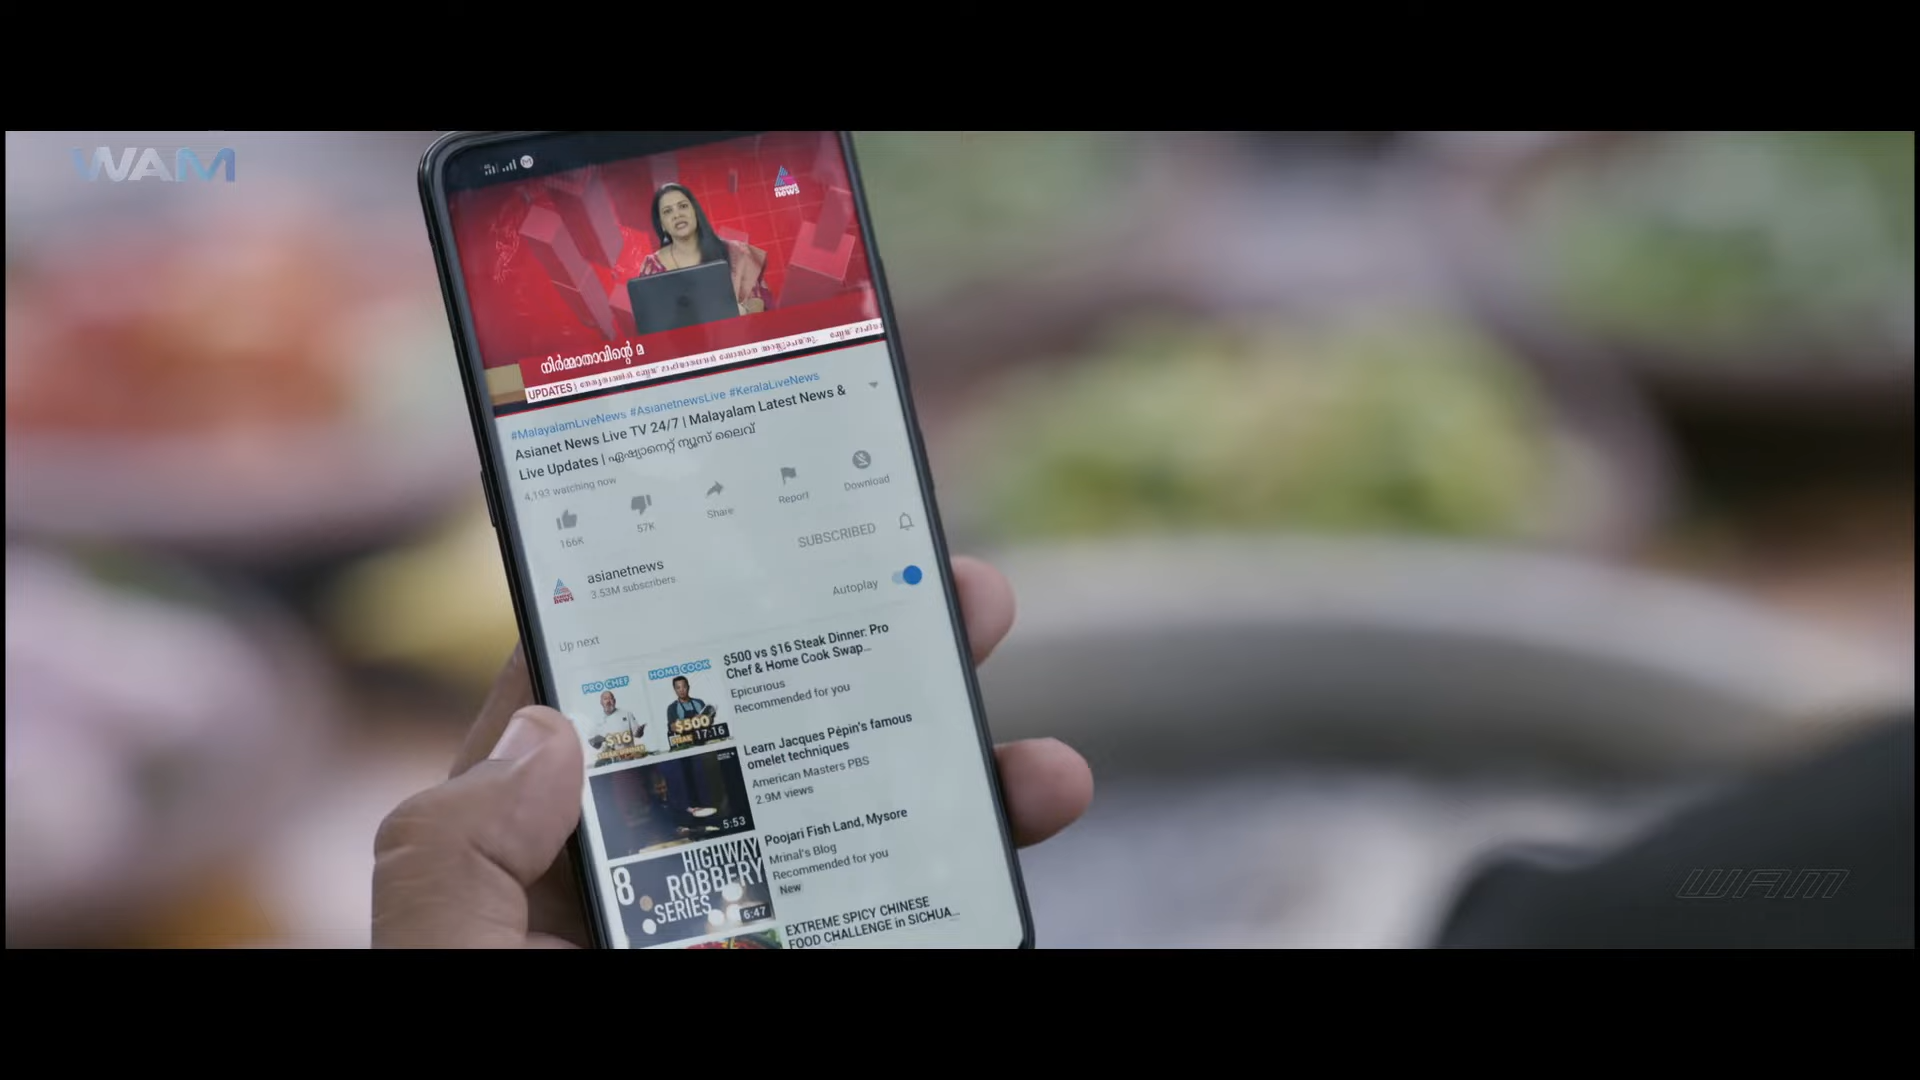 WAM
asianet
news
നിർമ്മാതാവിന്റെ മ
UPDATES
#MalayalamLiveNews #AsianetnewsLive #KeralaLiveNews
Asianet News Live TV 24/7 | Malayalam Latest News &
Live Updates | ഏഷ്യാനെറ്റ് ന്യൂസ് ലൈവ്
4,193 watching now
166K
57K
Share
Report
Download
asianetnews
3.53M subscribers
SUBSCRIBED
Autoplay
Up next
PRO CHEF
HOME COOK
$16
$500
STEAK
17:16
$500 vs $16 Steak Dinner: Pro
Chef & Home Cook Swap...
Epicurious
Recommended for you
5:53
Learn Jacques Pépin's famous
omelet techniques
American Masters PBS
2.9M views
8
HIGHWAY
ROBBERY
SERIES
6:47
Poojari Fish Land, Mysore
Mrinal's Blog
Recommended for you
New
EXTREME SPICY CHINESE
FOOD CHALLENGE in SICHUA...
WAM